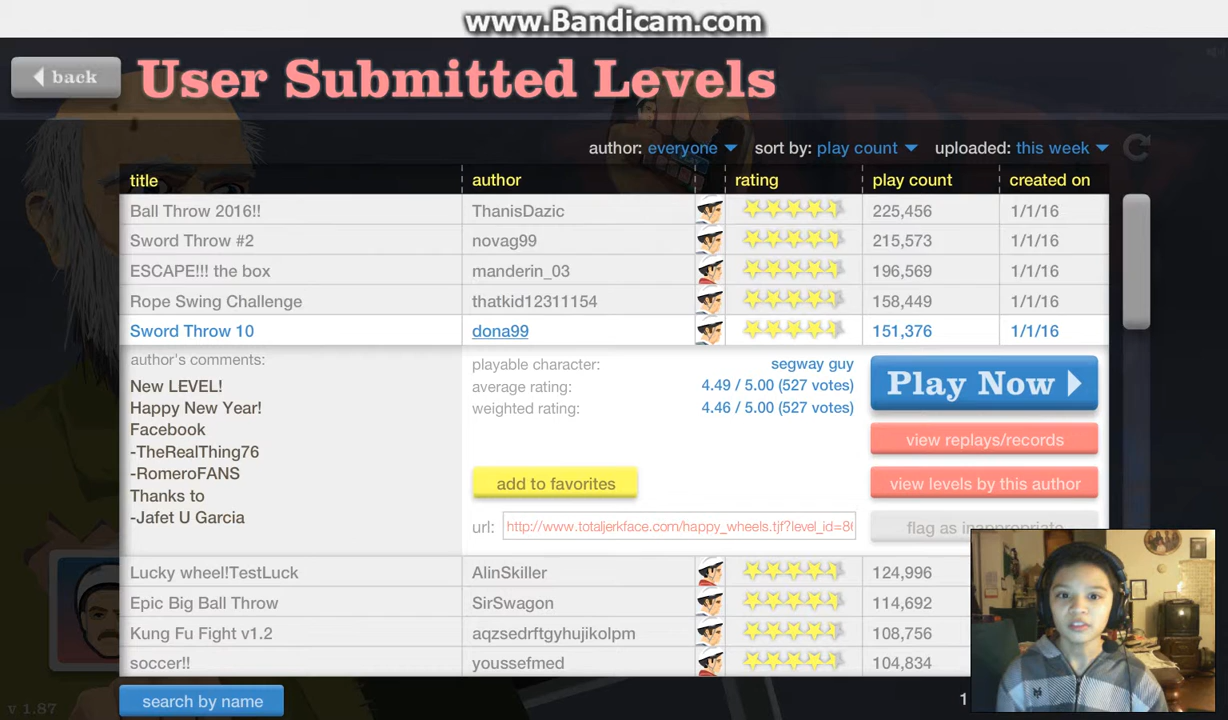 www.Bandicam.com
back
User Submitted Levels
author: everyone sort by: play count uploaded: this week
title author rating play count created on
Ball Throw 2016!! ThanisDazic 225,456 1/1/16
Sword Throw #2 novag99 215,573 1/1/16
ESCAPE!!! the box manderin_03 196,569 1/1/16
Rope Swing Challenge thatkid12311154 158,449 1/1/16
Sword Throw 10 dona99 151,376 1/1/16
author's comments:
New LEVEL!
Happy New Year!
Facebook
-TheRealThing76
-RomeroFANS
Thanks to
-Jafet U Garcia
playable character: segway guy
average rating: 4.49 / 5.00 (527 votes)
weighted rating: 4.46 / 5.00 (527 votes)
add to favorites
url: http://www.totaljerkface.com/happy_wheels.tjf?level_id=8
Play Now
view replays/records
view levels by this author
flag as inappropriate
Lucky wheel!TestLuck AlinSkiller 124,996
Epic Big Ball Throw SirSwagon 114,692
Kung Fu Fight v1.2 aqzsedrftgyhujikolpm 108,756
soccer!! youssefmed 104,834
search by name
1
v 1.87